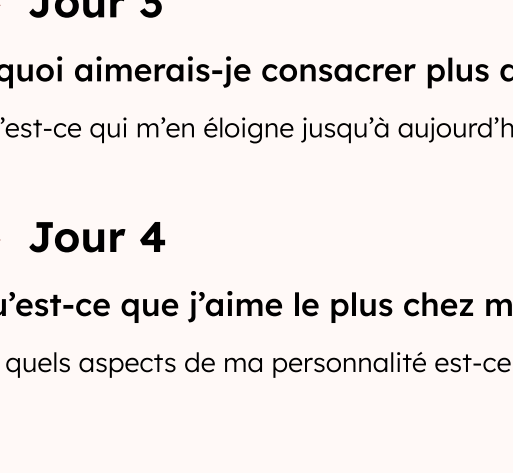 Jour 3
quoi aimerais-je consacrer plus
’est-ce qui m’en éloigne jusqu’à aujourd’h
Jour 4
u’est-ce que j’aime le plus chez m
quels aspects de ma personnalité est-ce